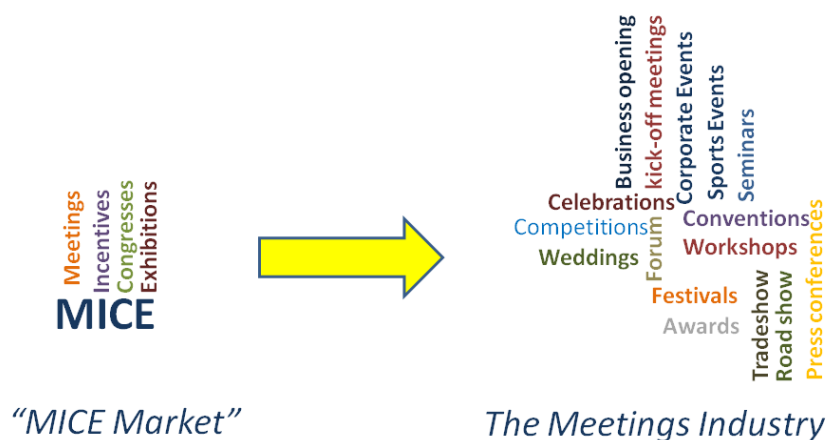 Meetings
Incentives
Congresses
Exhibitions
MICE
“MICE Market”
Business opening
kick-off meetings
Corporate Events
Sports Events
Seminars
Celebrations
Competitions
Weddings
Forum
Conventions
Workshops
Festivals
Awards
Tradeshow
Road show
Press conferences
The Meetings Industry